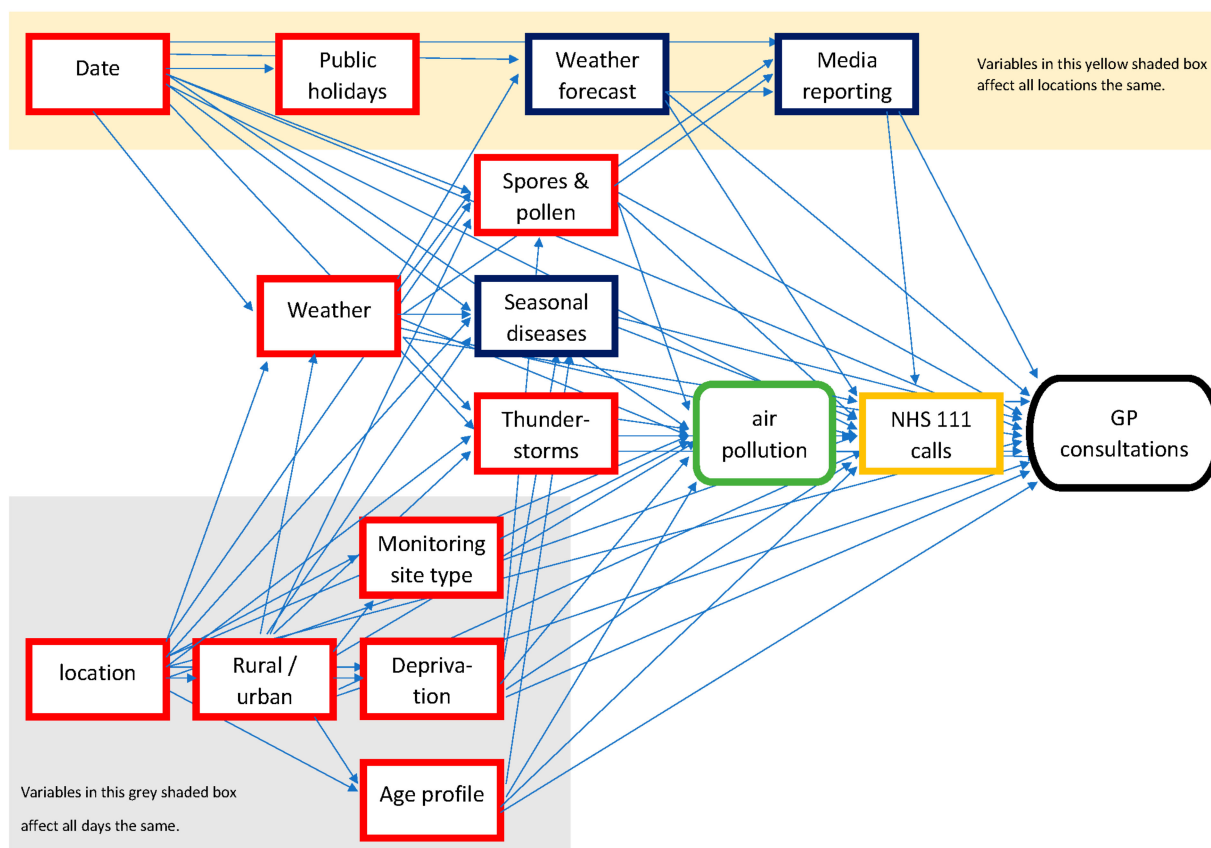 Date
Public
holidays
Weather
forecast
Media
reporting
Variables in this yellow shaded box
affect all locations the same.
Spores &
pollen
Weather
Seasonal
diseases
Thunder-
storms
air
pollution
NHS 111
calls
GP
consultations
Monitoring
site type
location
Rural /
urban
Depriva-
tion
Age profile
Variables in this grey shaded box
affect all days the same.